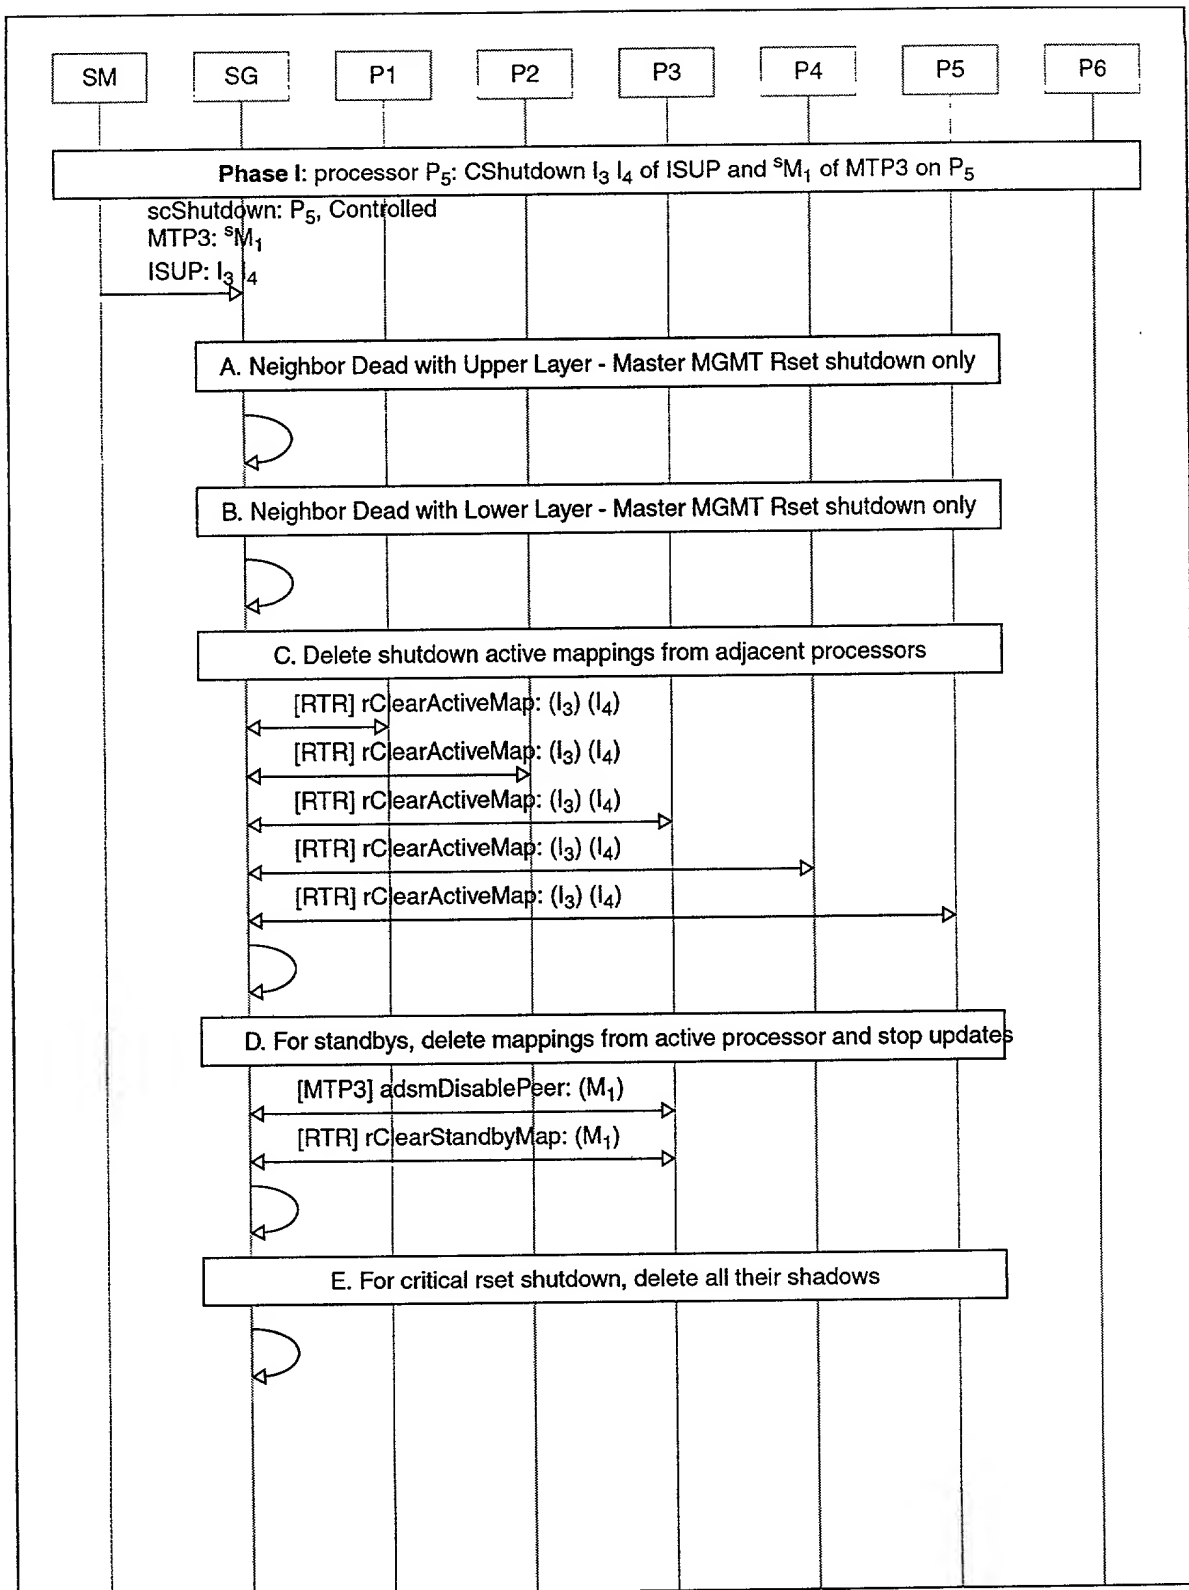 SM SG P1 P2 P3 P4 P5 P6
Phase I: processor P₅: CShutdown I₃ I₄ of ISUP and ˢM₁ of MTP3 on P₅
scShutdown: P₅, Controlled
MTP3: ˢM₁
ISUP: I₃ I₄
A. Neighbor Dead with Upper Layer - Master MGMT Rset shutdown only
B. Neighbor Dead with Lower Layer - Master MGMT Rset shutdown only
C. Delete shutdown active mappings from adjacent processors
[RTR] rClearActiveMap: (I₃) (I₄)
[RTR] rClearActiveMap: (I₃) (I₄)
[RTR] rClearActiveMap: (I₃) (I₄)
[RTR] rClearActiveMap: (I₃) (I₄)
[RTR] rClearActiveMap: (I₃) (I₄)
D. For standbys, delete mappings from active processor and stop updates
[MTP3] adsmDisablePeer: (M₁)
[RTR] rClearStandbyMap: (M₁)
E. For critical rset shutdown, delete all their shadows